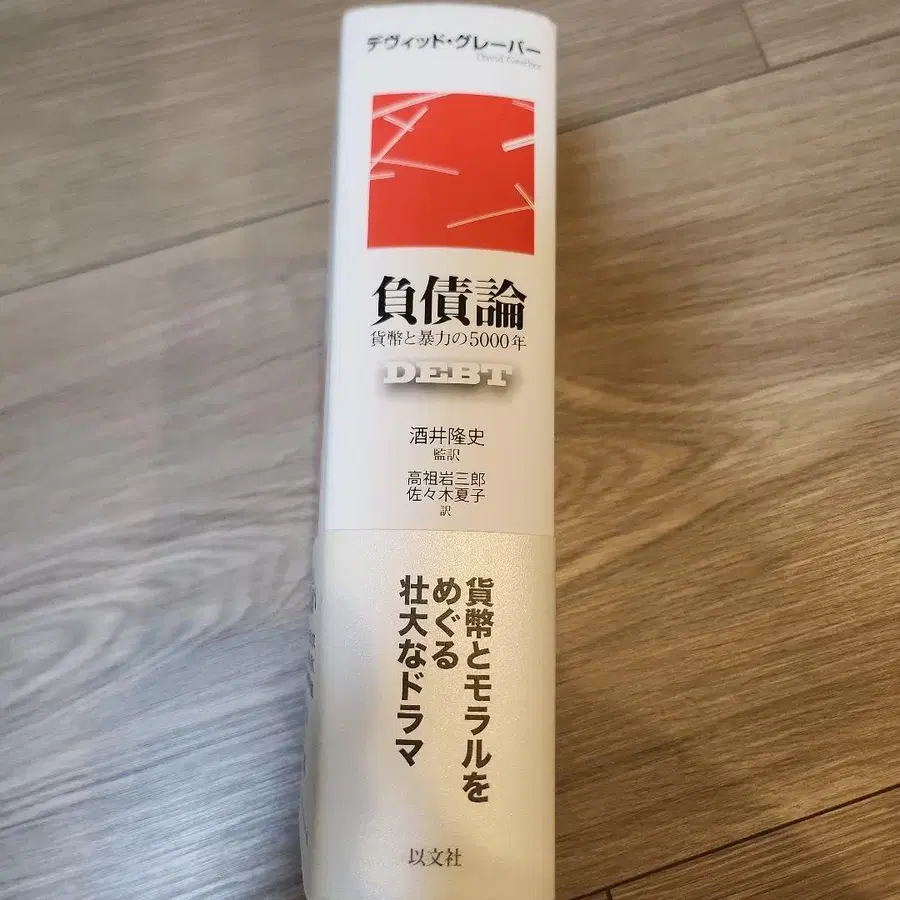 デヴィッド・グレーバー
David Graeber
負債論
貨幣と暴力の5000年
DEBT
酒井隆史
監訳
高祖岩三郎
佐々木夏子
訳
貨幣とモラルを
めぐる
壮大なドラマ
以文社